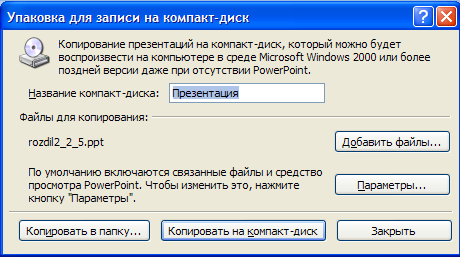 Упаковка для записи на компакт-диск
Копирование презентаций на компакт-диск, который можно будет
воспроизвести на компьютере в среде Microsoft Windows 2000 или более
поздней версии даже при отсутствии PowerPoint.
Название компакт-диска: Презентация
Файлы для копирования:
rozdil2_2_5.ppt
Добавить файлы...
По умолчанию включаются связанные файлы и средство
просмотра PowerPoint. Чтобы изменить это, нажмите
кнопку "Параметры".
Параметры...
Копировать в папку... Копировать на компакт-диск Закрыть